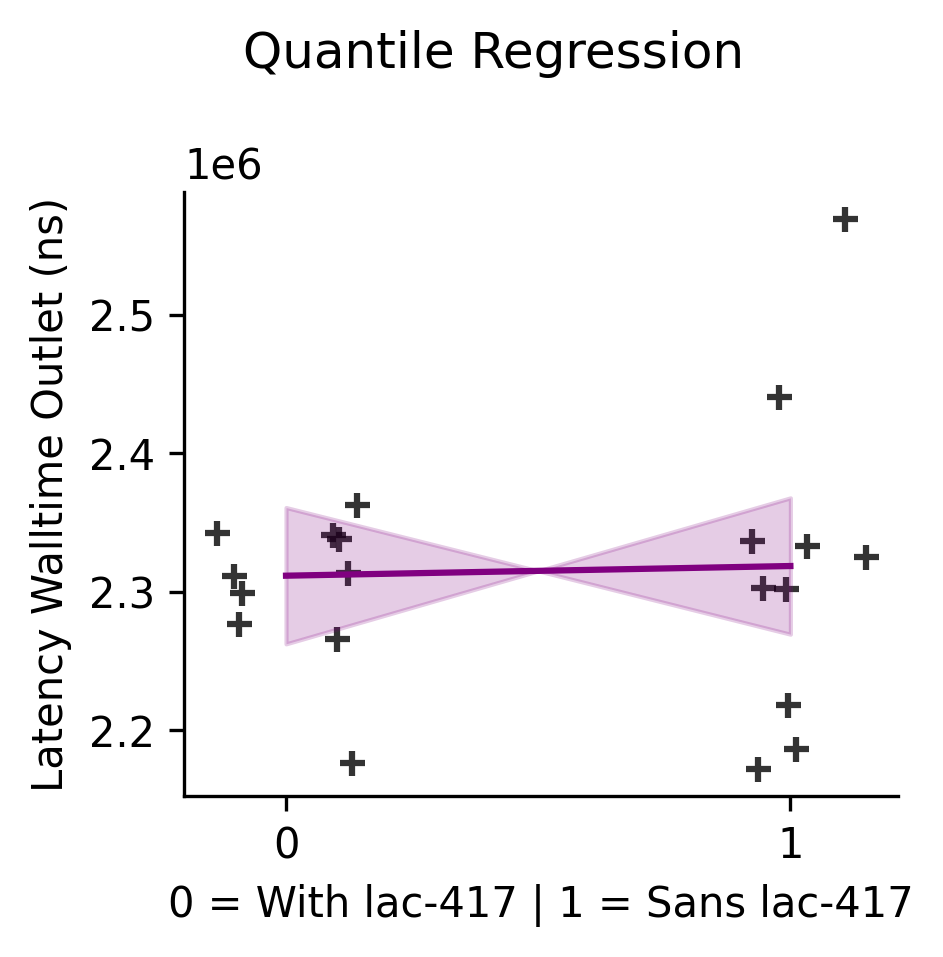 Quantile Regression
1e6
Latency Walltime Outlet (ns)
2.5
2.4
2.3
2.2
0
1
0 = With lac-417 | 1 = Sans lac-417